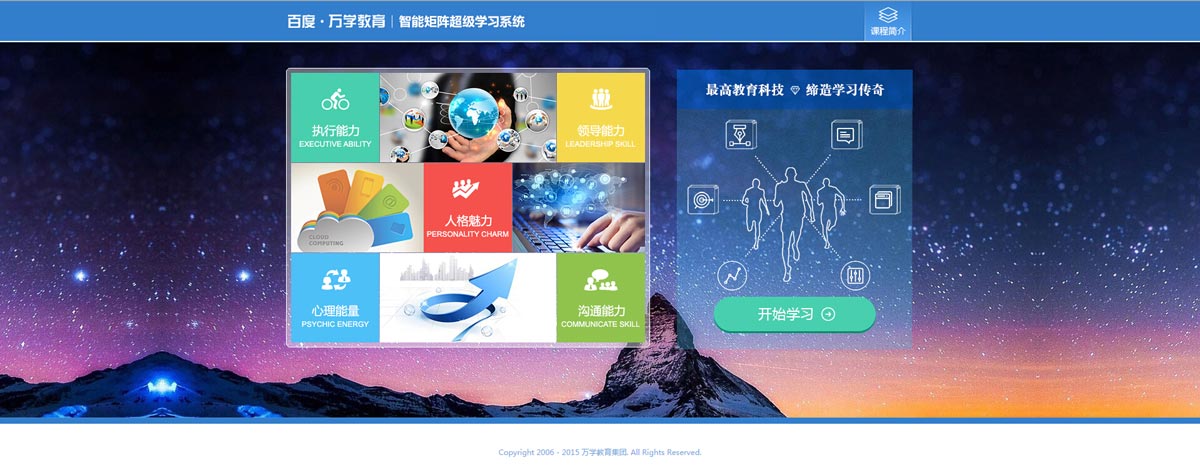 百度·万学教育 | 智能矩阵超级学习系统
课程简介
执行能力
EXECUTIVE ABILITY
领导能力
LEADERSHIP SKILL
CLOUD
COMPUTING
人格魅力
PERSONALITY CHARM
心理能量
PSYCHIC ENERGY
沟通能力
COMMUNICATE SKILL
最高教育科技 缔造学习传奇
开始学习
Copyright 2006 - 2015 万学教育集团. All Rights Reserved.